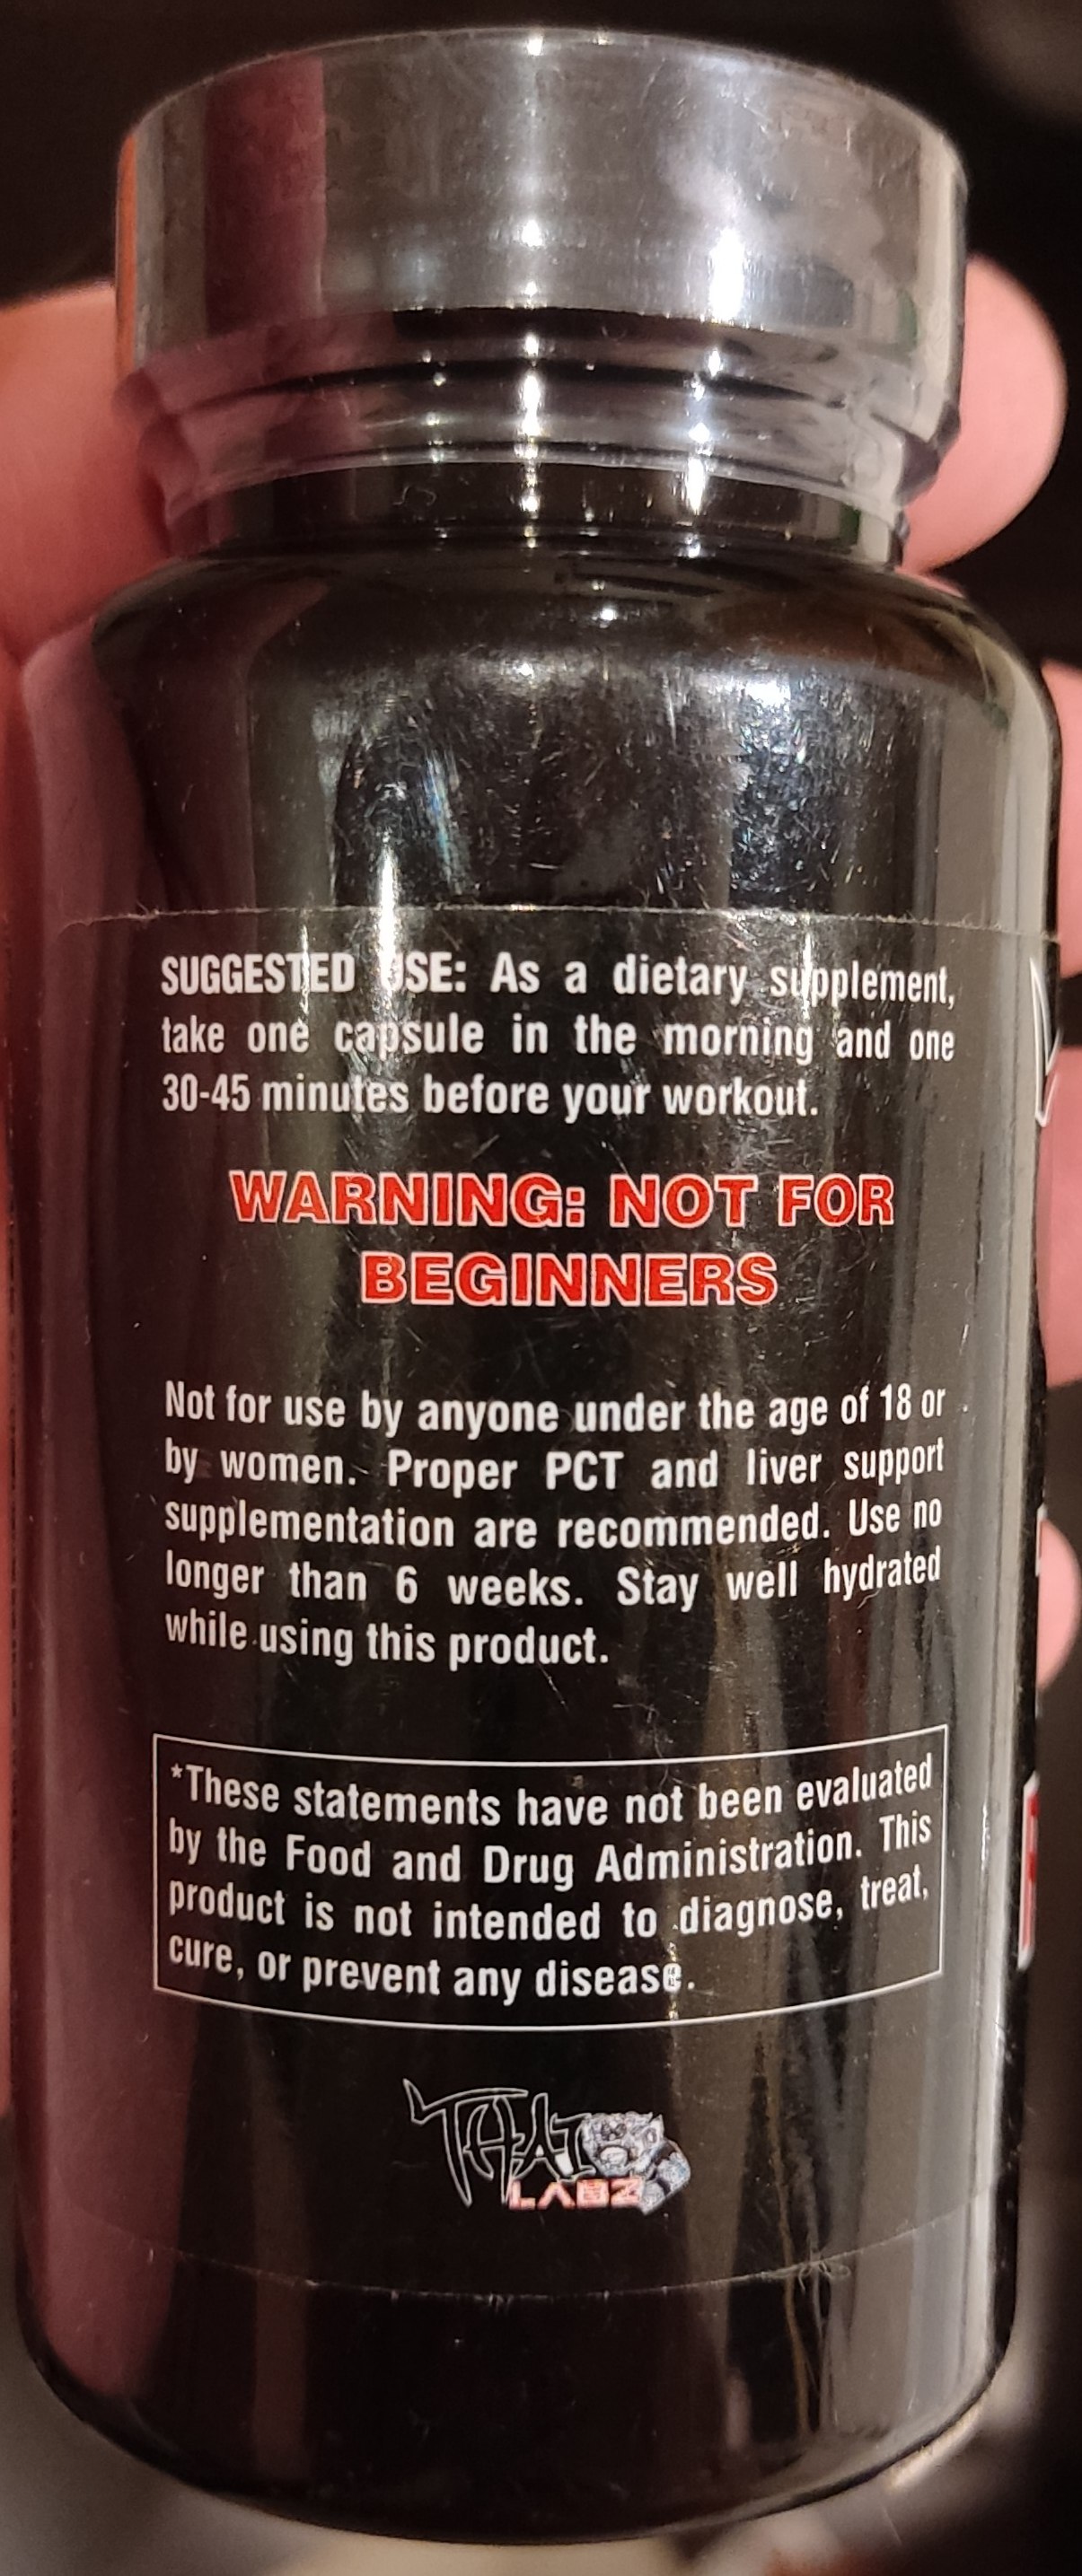 SUGGESTED USE: As a dietary supplement,
take one capsule in the morning and one
30-45 minutes before your workout.
WARNING: NOT FOR
BEGINNERS
Not for use by anyone under the age of 18 or
by women. Proper PCT and liver support
supplementation are recommended. Use no
longer than 6 weeks. Stay well hydrated
while using this product.
*These statements have not been evaluated
by the Food and Drug Administration. This
product is not intended to diagnose, treat,
cure, or prevent any disease.
THAI
LABZ